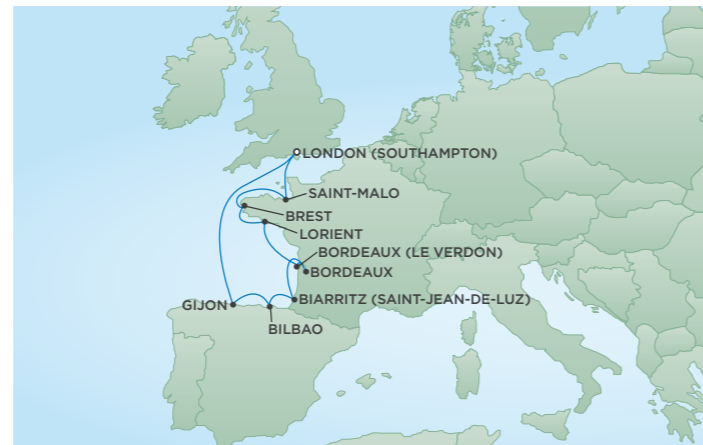 LONDON (SOUTHAMPTON)
SAINT-MALO
BREST
LORIENT
BORDEAUX (LE VERDON)
BORDEAUX
BIARRITZ (SAINT-JEAN-DE-LUZ)
GIJON
BILBAO